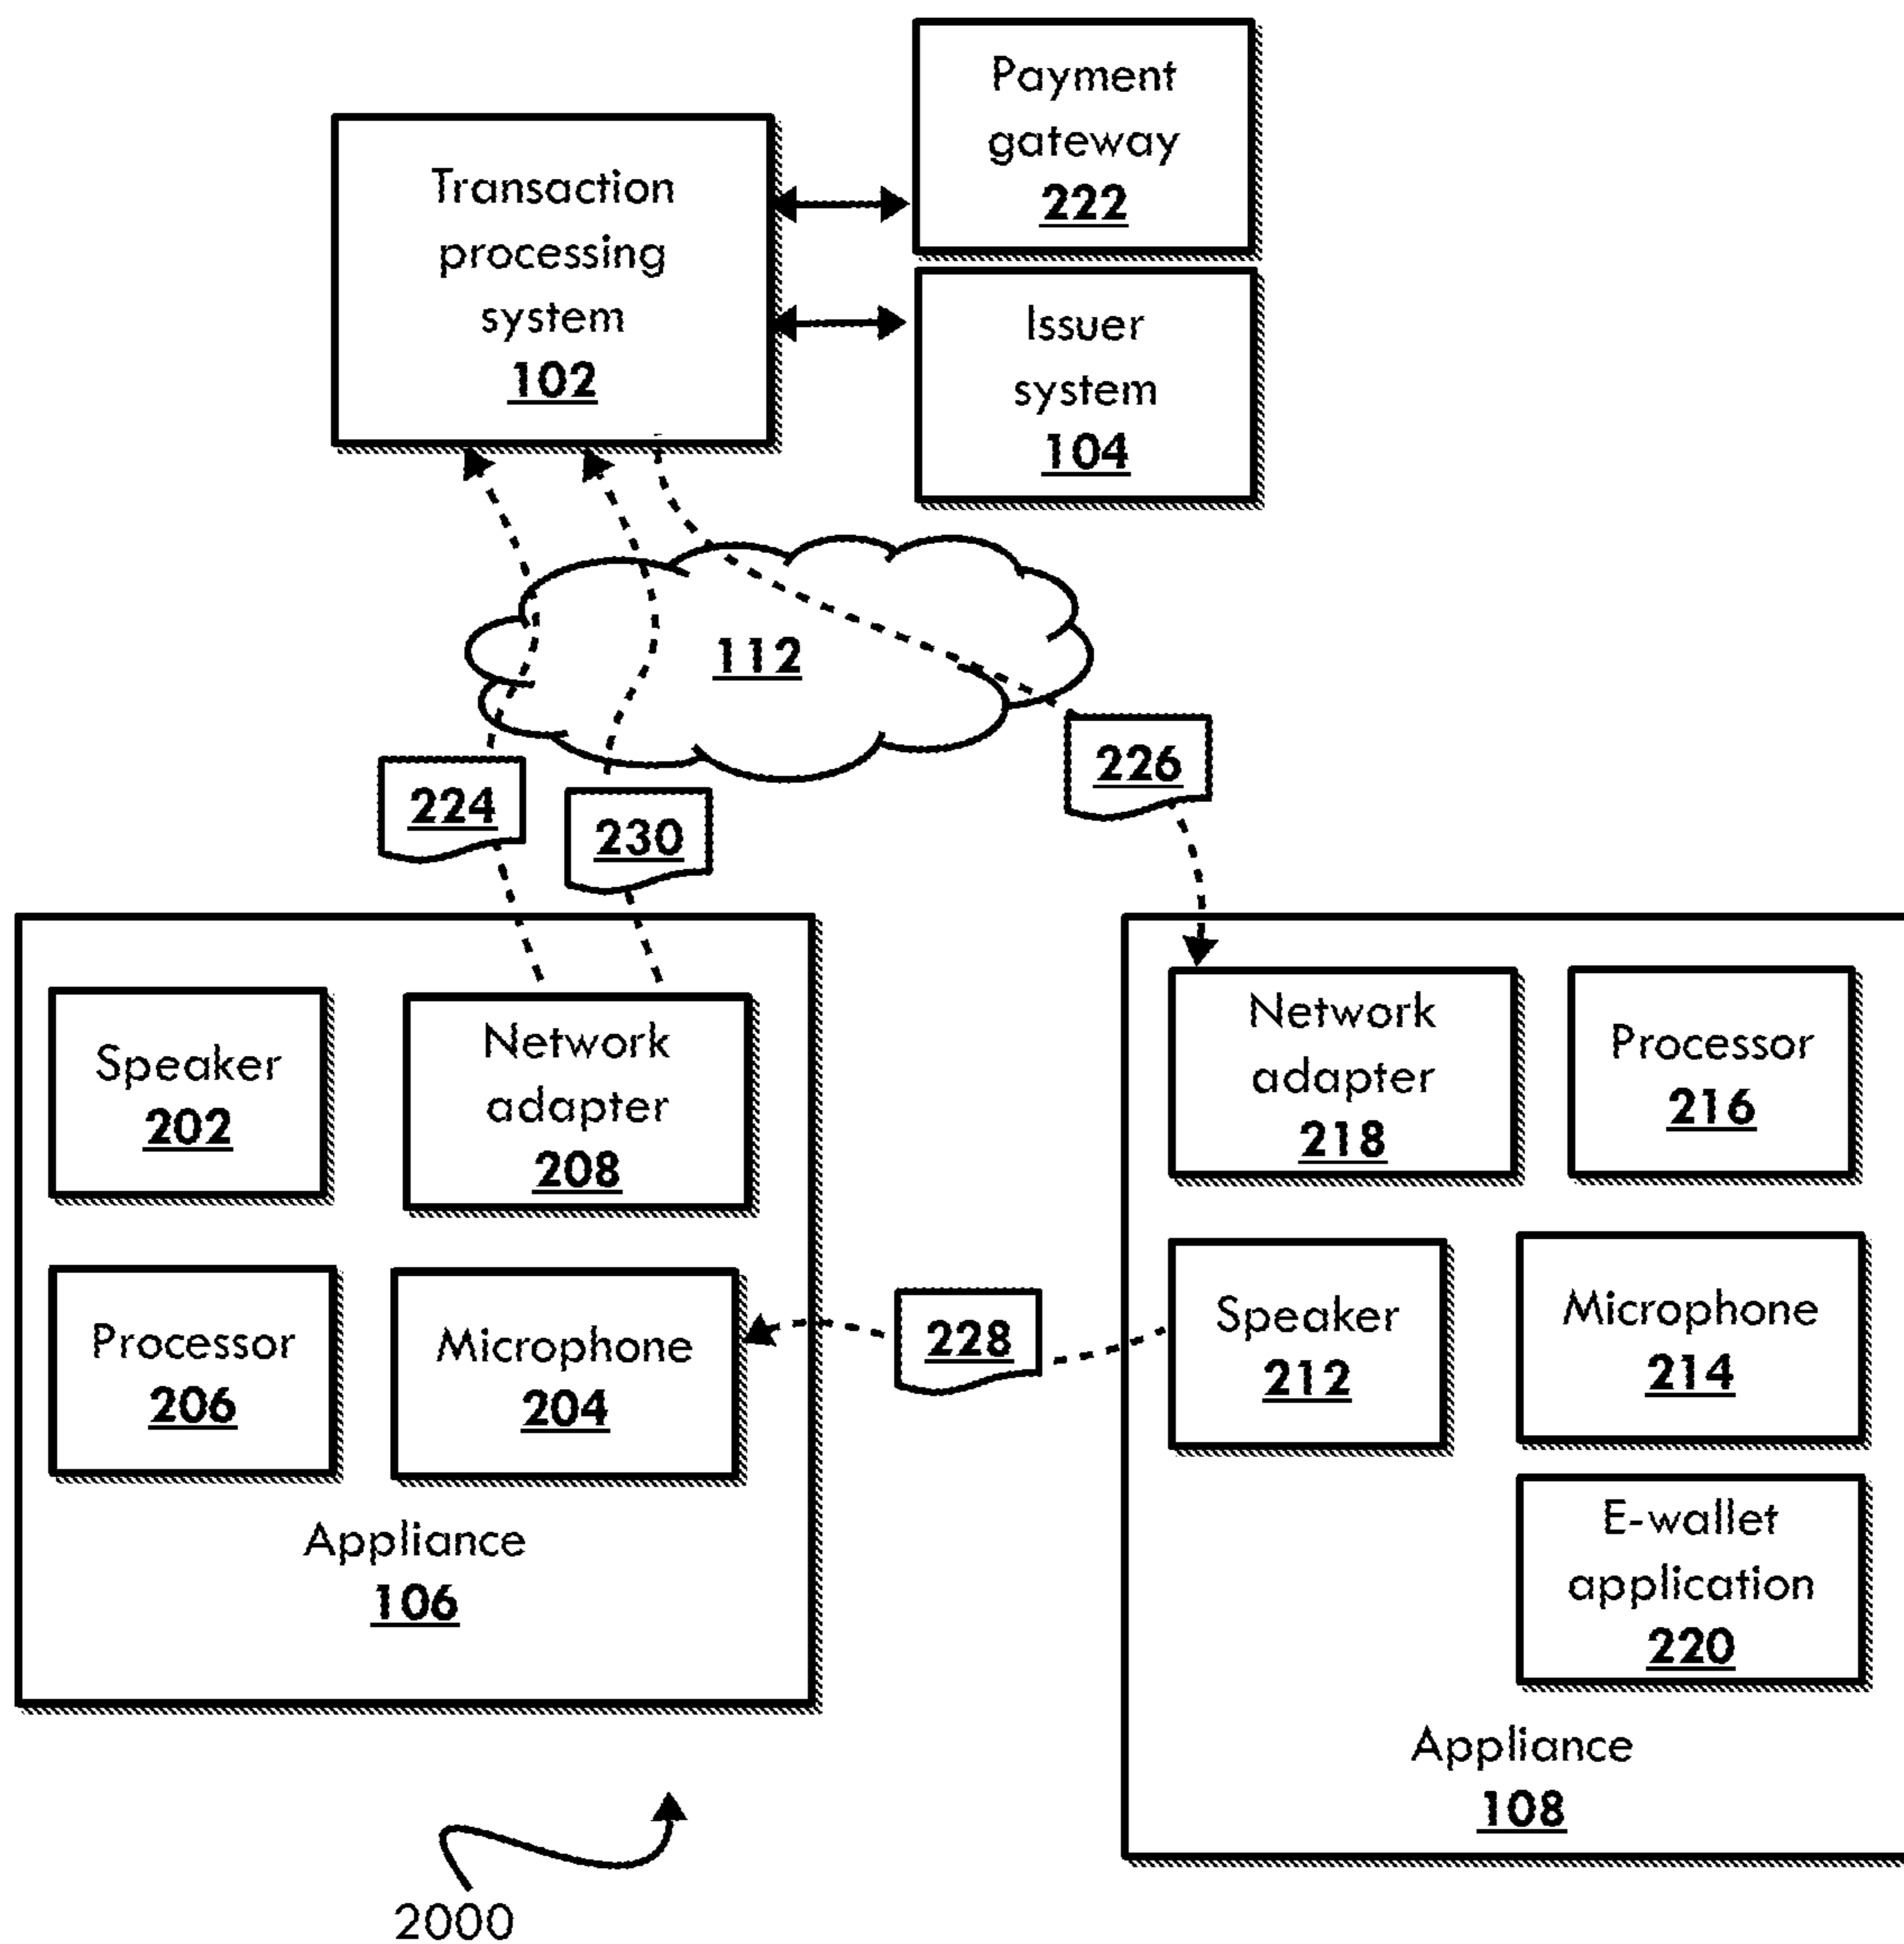 Payment
gateway
222
Transaction
processing
system
102
Issuer
system
104
112
226
224
230
Speaker
202
Network
adapter
208
Processor
206
Microphone
204
Appliance
106
228
Network
adapter
218
Processor
216
Speaker
212
Microphone
214
E-wallet
application
220
Appliance
108
2000